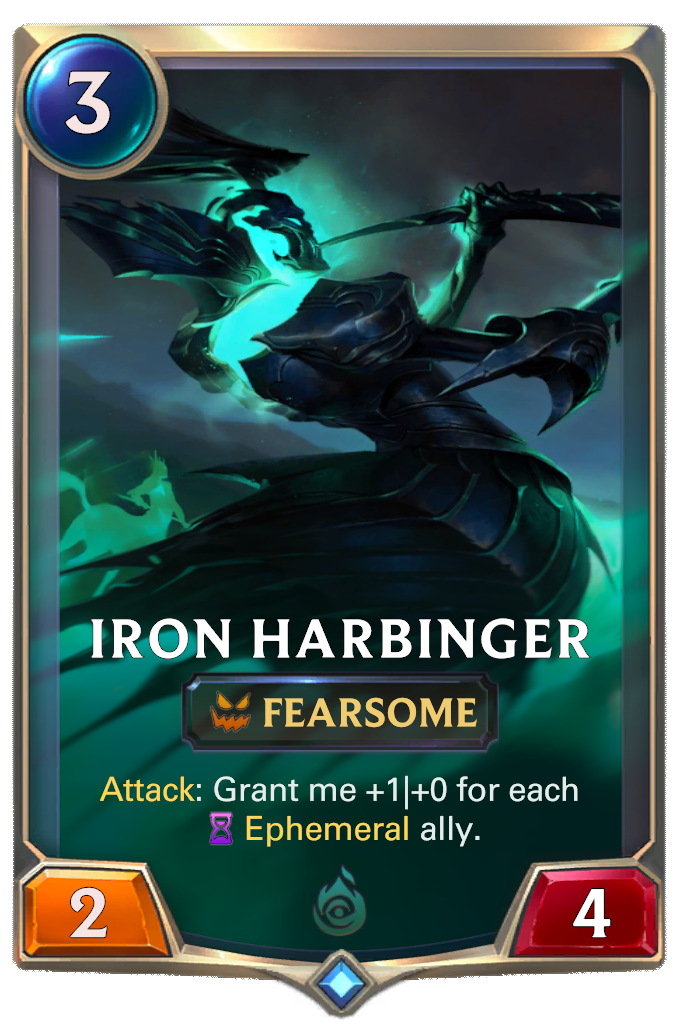 3
IRON HARBINGER
FEARSOME
Attack: Grant me +1|+0 for each
Ephemeral ally.
2
4